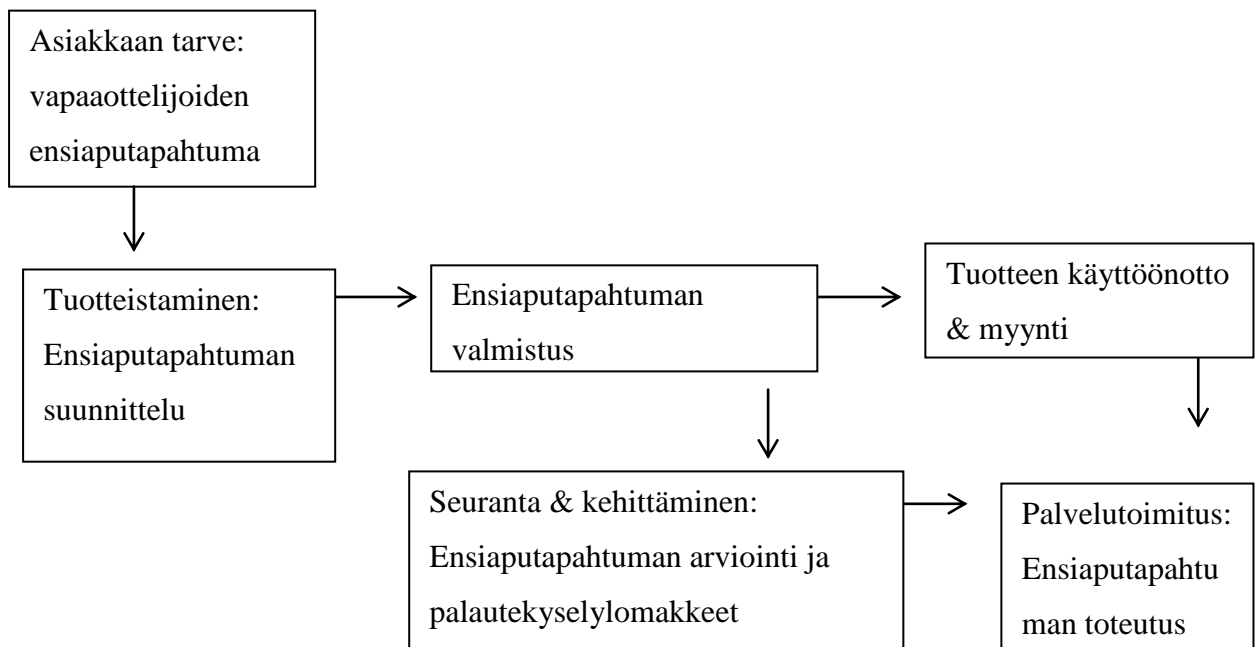 Asiakkaan tarve:
vapaaottelijoiden
ensiaputapahtuma
Tuotteistaminen:
Ensiaputapahtuman
suunnittelu
Ensiaputapahtuman
valmistus
Tuotteen käyttöönotto
& myynti
Seuranta & kehittäminen:
Ensiaputapahtuman arviointi ja
palautekyselylomakkeet
Palvelutoimitus:
Ensiaputapahtu
man toteutus